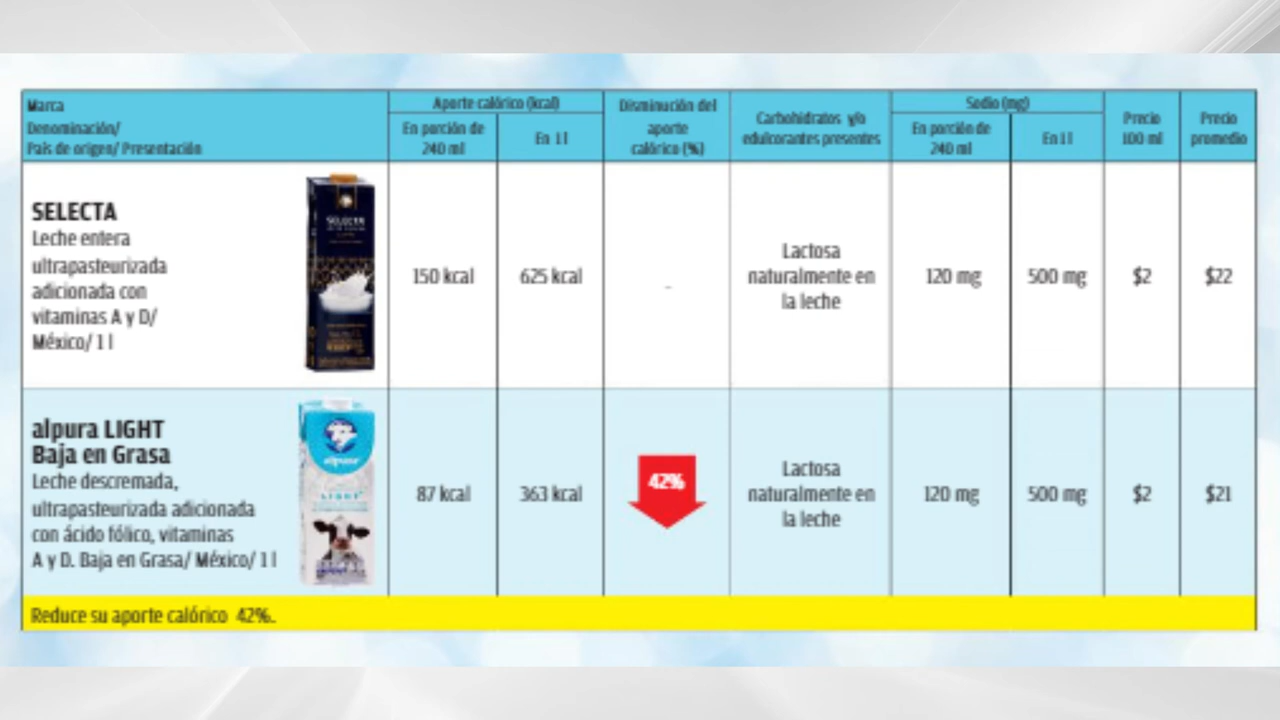 Marca
Denominación/
País de origen/ Presentación
Aporte calórico (kcal)
En porción de
240 ml
En 1 l
Disminución del
aporte
calórico (%)
Carbohidratos y/o
edulcorantes presentes
Sodio (mg)
En porción de
240 ml
En 1 l
Precio
100 ml
Precio
promedio
SELECTA
Leche entera
ultrapasteurizada
adicionada con
vitaminas A y D/
México/ 1 l
SELECTA
150 kcal
625 kcal
-
Lactosa
naturalmente en
la leche
120 mg
500 mg
$2
$22
alpura LIGHT
Baja en Grasa
Leche descremada,
ultrapasteurizada adicionada
con ácido fólico, vitaminas
A y D. Baja en Grasa/ México/ 1 l
alpura
LIGHT
87 kcal
363 kcal
42%
Lactosa
naturalmente en
la leche
120 mg
500 mg
$2
$21
Reduce su aporte calórico 42%.